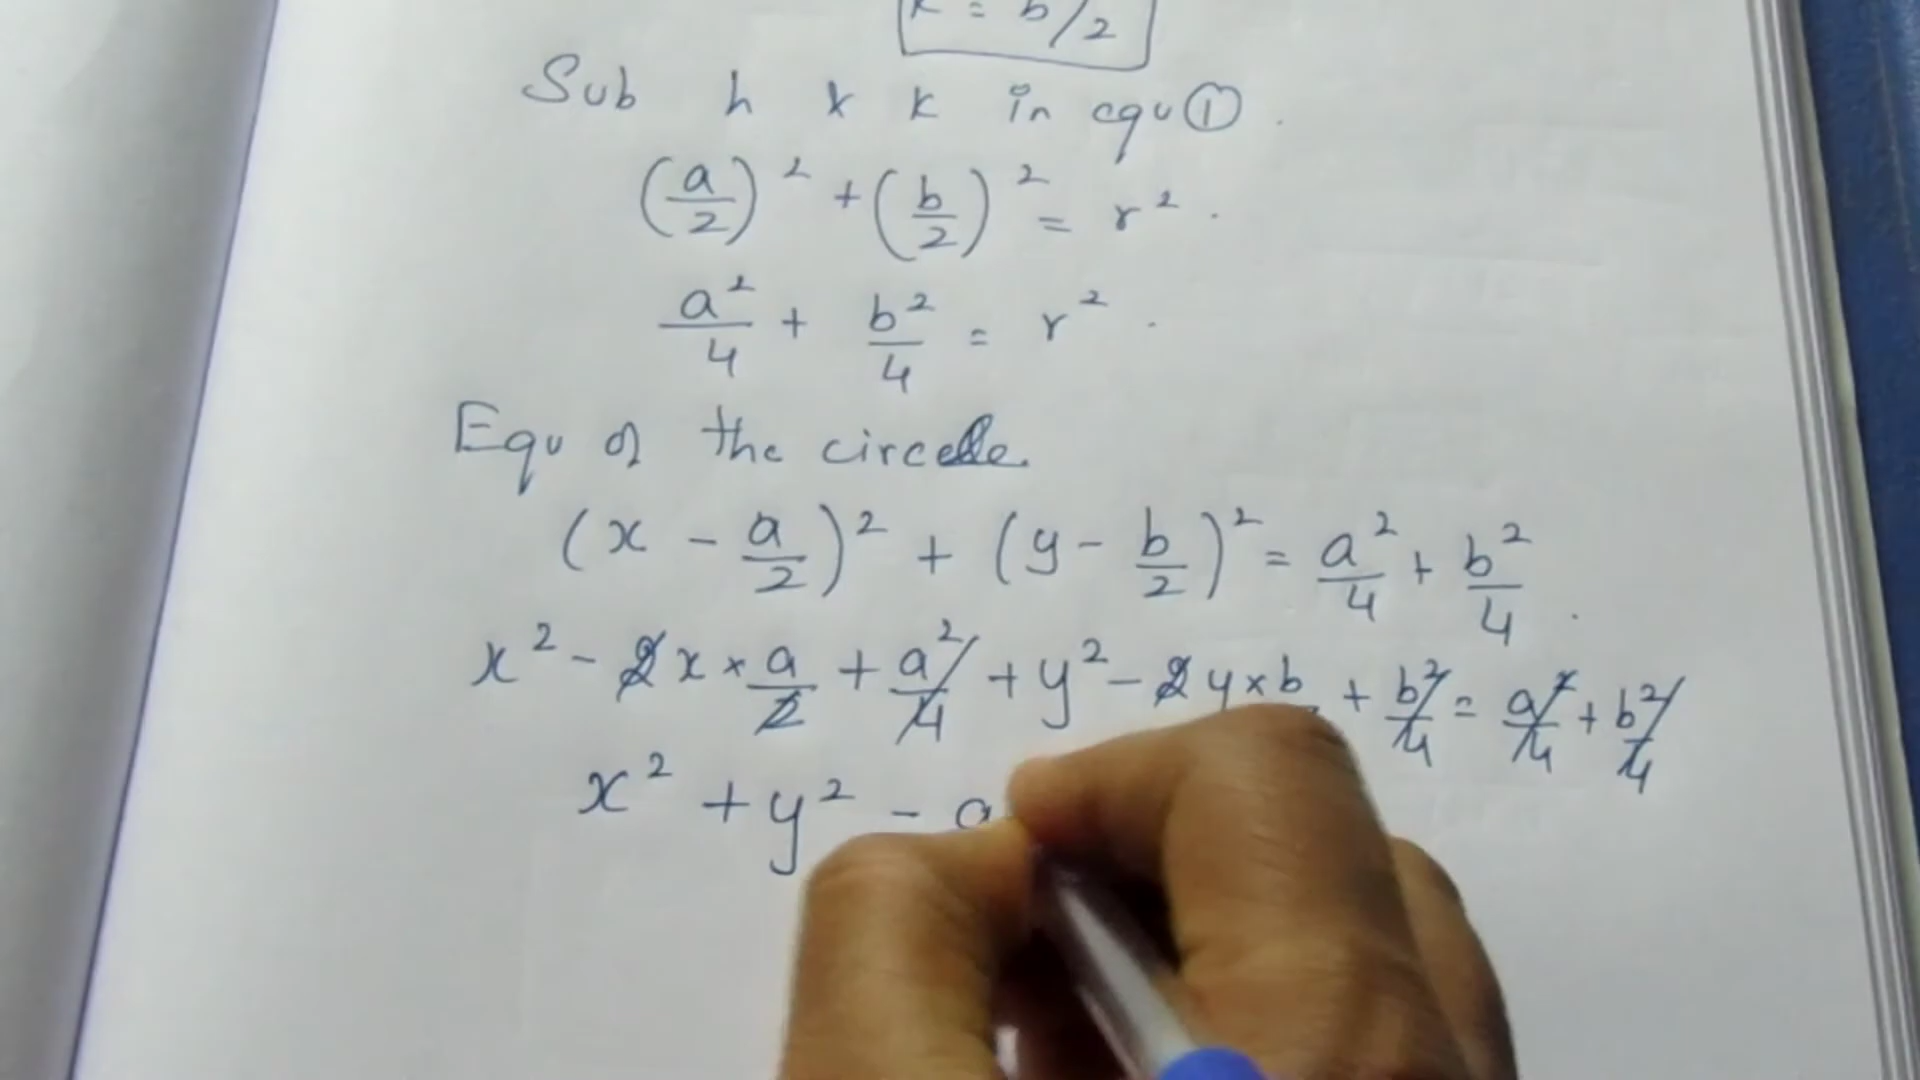 k = b/2
Sub h & k in equ ①.
(a/2)² + (b/2)² = r².
a²/4 + b²/4 = r².
Equ of the circle
(x - a/2)² + (y - b/2)² = a²/4 + b²/4.
x² - 2x × a/2 + a²/4 + y² - 2y × b + b²/4 = a²/4 + b²/4
x² + y² - a